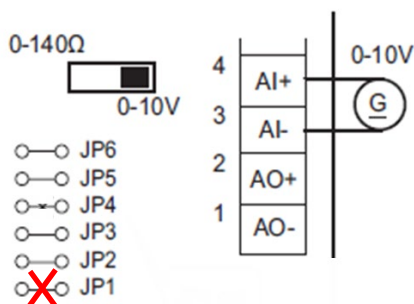 0-140Ω
0-10V
JP6
JP5
JP4
JP3
JP2
JP1
4 AI+
3 AI-
2 AO+
1 AO-
0-10V
G